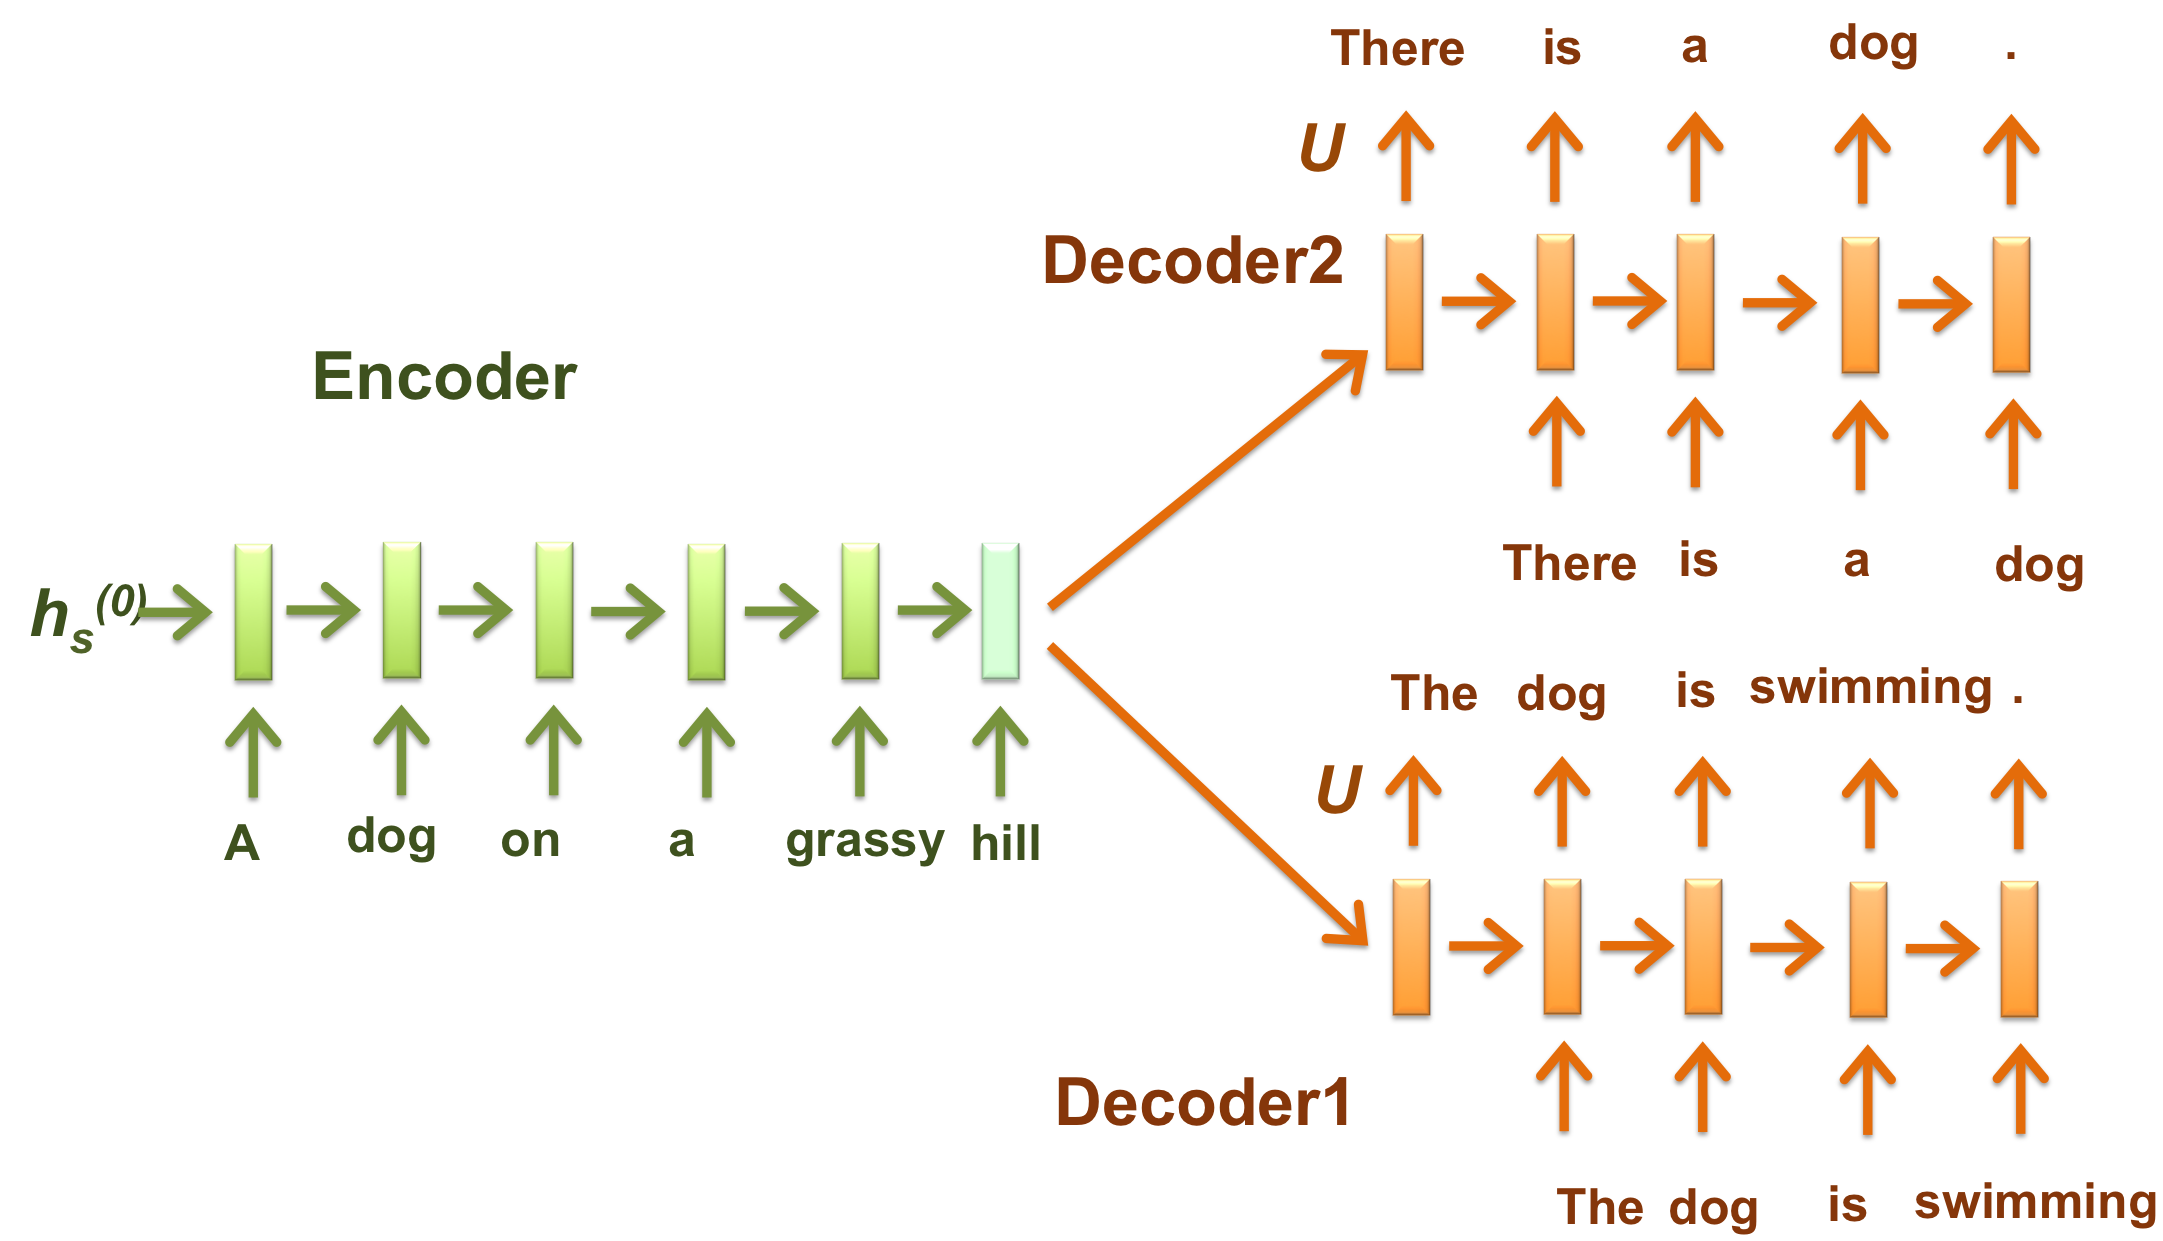 There is a dog .
U
Decoder2
Encoder
There is a dog
hs(0)
A dog on a grassy hill
The dog is swimming .
U
Decoder1
The dog is swimming